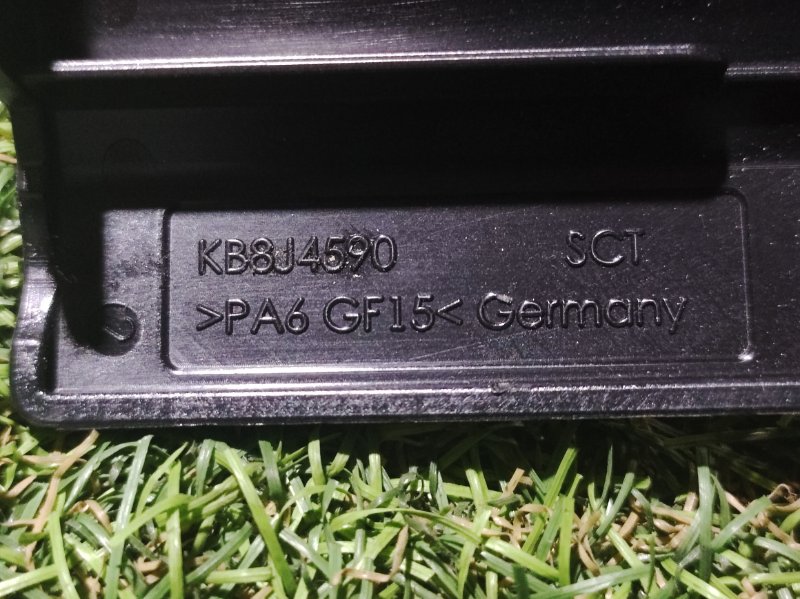 KB8J4590 SCT
>PA6 GF15< Germany